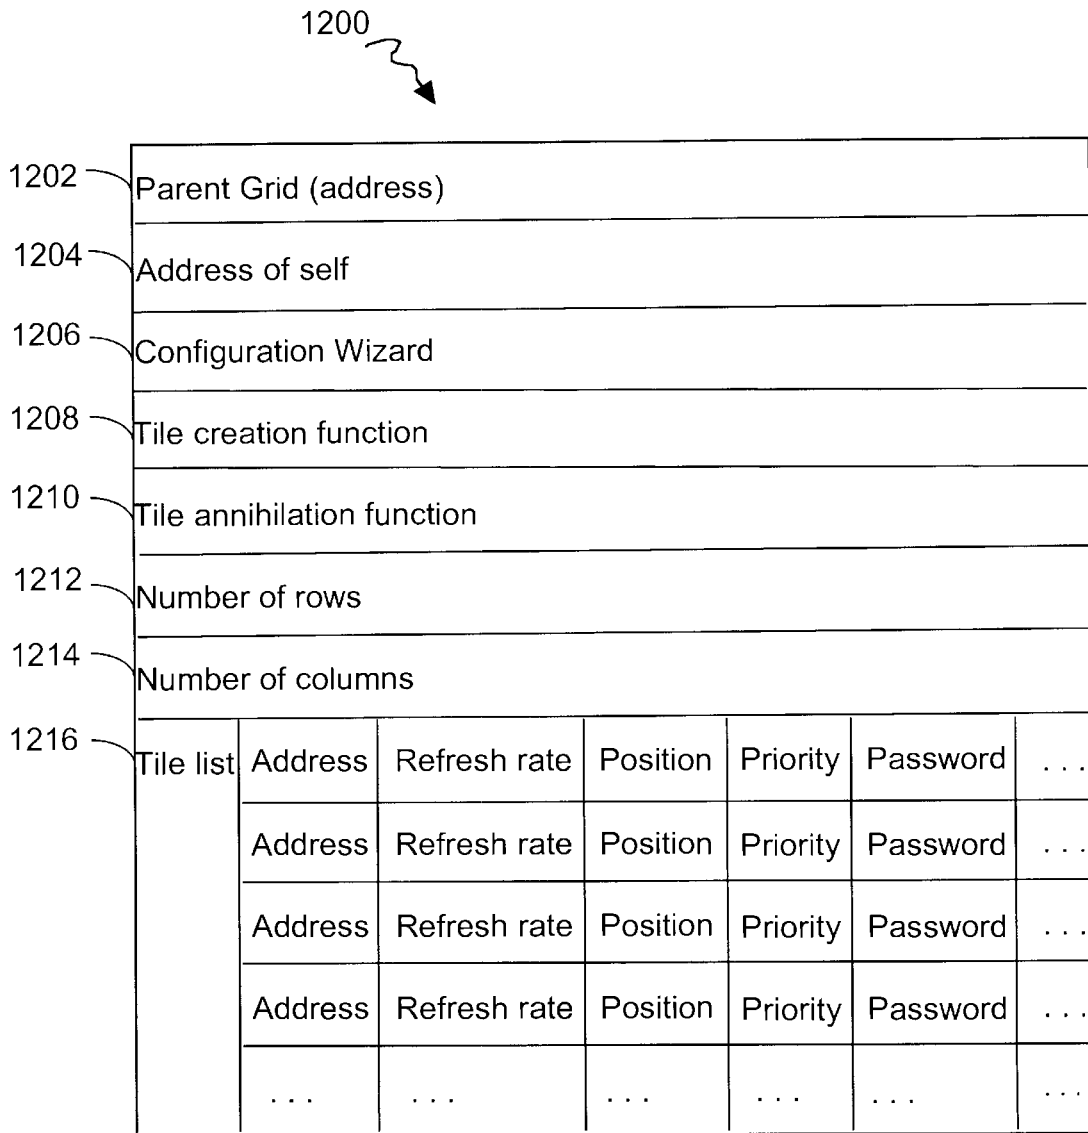 1200
1202 Parent Grid (address)
1204 Address of self
1206 Configuration Wizard
1208 Tile creation function
1210 Tile annihilation function
1212 Number of rows
1214 Number of columns
1216 Tile list Address Refresh rate Position Priority Password . . .
Address Refresh rate Position Priority Password . . .
Address Refresh rate Position Priority Password . . .
Address Refresh rate Position Priority Password . . .
. . . . . . . . . . . . . . . . . .